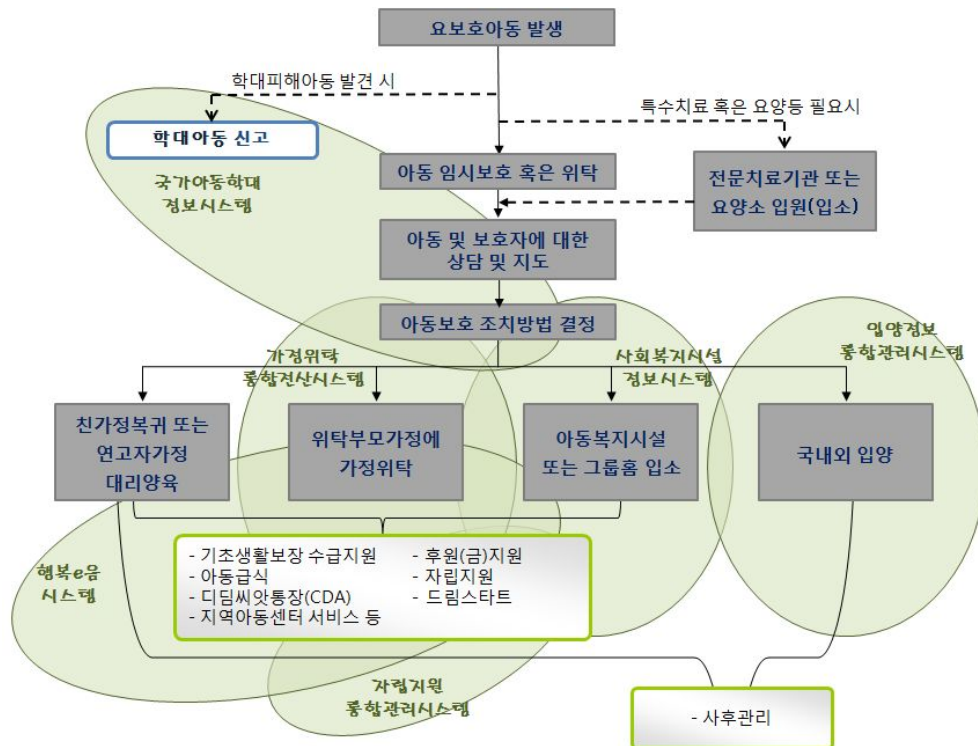 요보호아동 발생
학대피해아동 발견 시
특수치료 혹은 요양등 필요시
학대아동 신고
아동 임시보호 혹은 위탁
전문치료기관 또는
요양소 입원(입소)
국가아동학대
정보시스템
아동 및 보호자에 대한
상담 및 지도
아동보호 조치방법 결정
가정위탁
통합전산시스템
사회복지시설
정보시스템
입양정보
통합관리시스템
친가정복귀 또는
연고자가정
대리양육
위탁부모가정에
가정위탁
아동복지시설
또는 그룹홈 입소
국내외 입양
- 기초생활보장 수급지원
- 아동급식
- 디딤씨앗통장(CDA)
- 지역아동센터 서비스 등
- 후원(금)지원
- 자립지원
- 드림스타트
행복e음
시스템
자립지원
통합관리시스템
- 사후관리